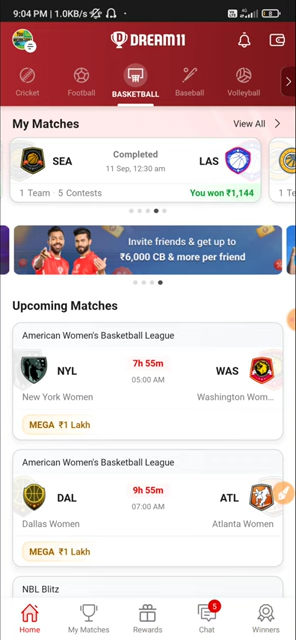 9:04 PM | 1.0KB/s
DREAM11
Cricket
Football
BASKETBALL
Baseball
Volleyball
My Matches
View All
SEA
Completed
LAS
11 Sep, 12:30 am
1 Team · 5 Contests
You won ₹1,144
1 Te
Invite friends & get up to
₹6,000 CB & more per friend
Upcoming Matches
American Women's Basketball League
NYL
7h 55m
WAS
05:00 AM
New York Women
Washington Wom...
MEGA ₹1 Lakh
American Women's Basketball League
DAL
9h 55m
ATL
07:00 AM
Dallas Women
Atlanta Women
MEGA ₹1 Lakh
NBL Blitz
5
Home
My Matches
Rewards
Chat
Winners